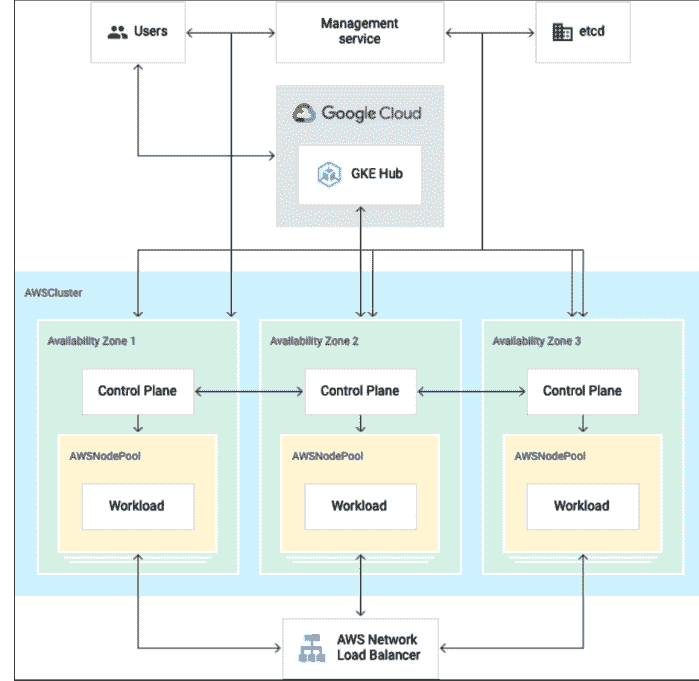 Users
Management
service
etcd
Google Cloud
GKE Hub
AWSCluster
Availability Zone 1
Availability Zone 2
Availability Zone 3
Control Plane
Control Plane
Control Plane
AWSNodePool
AWSNodePool
AWSNodePool
Workload
Workload
Workload
AWS Network
Load Balancer